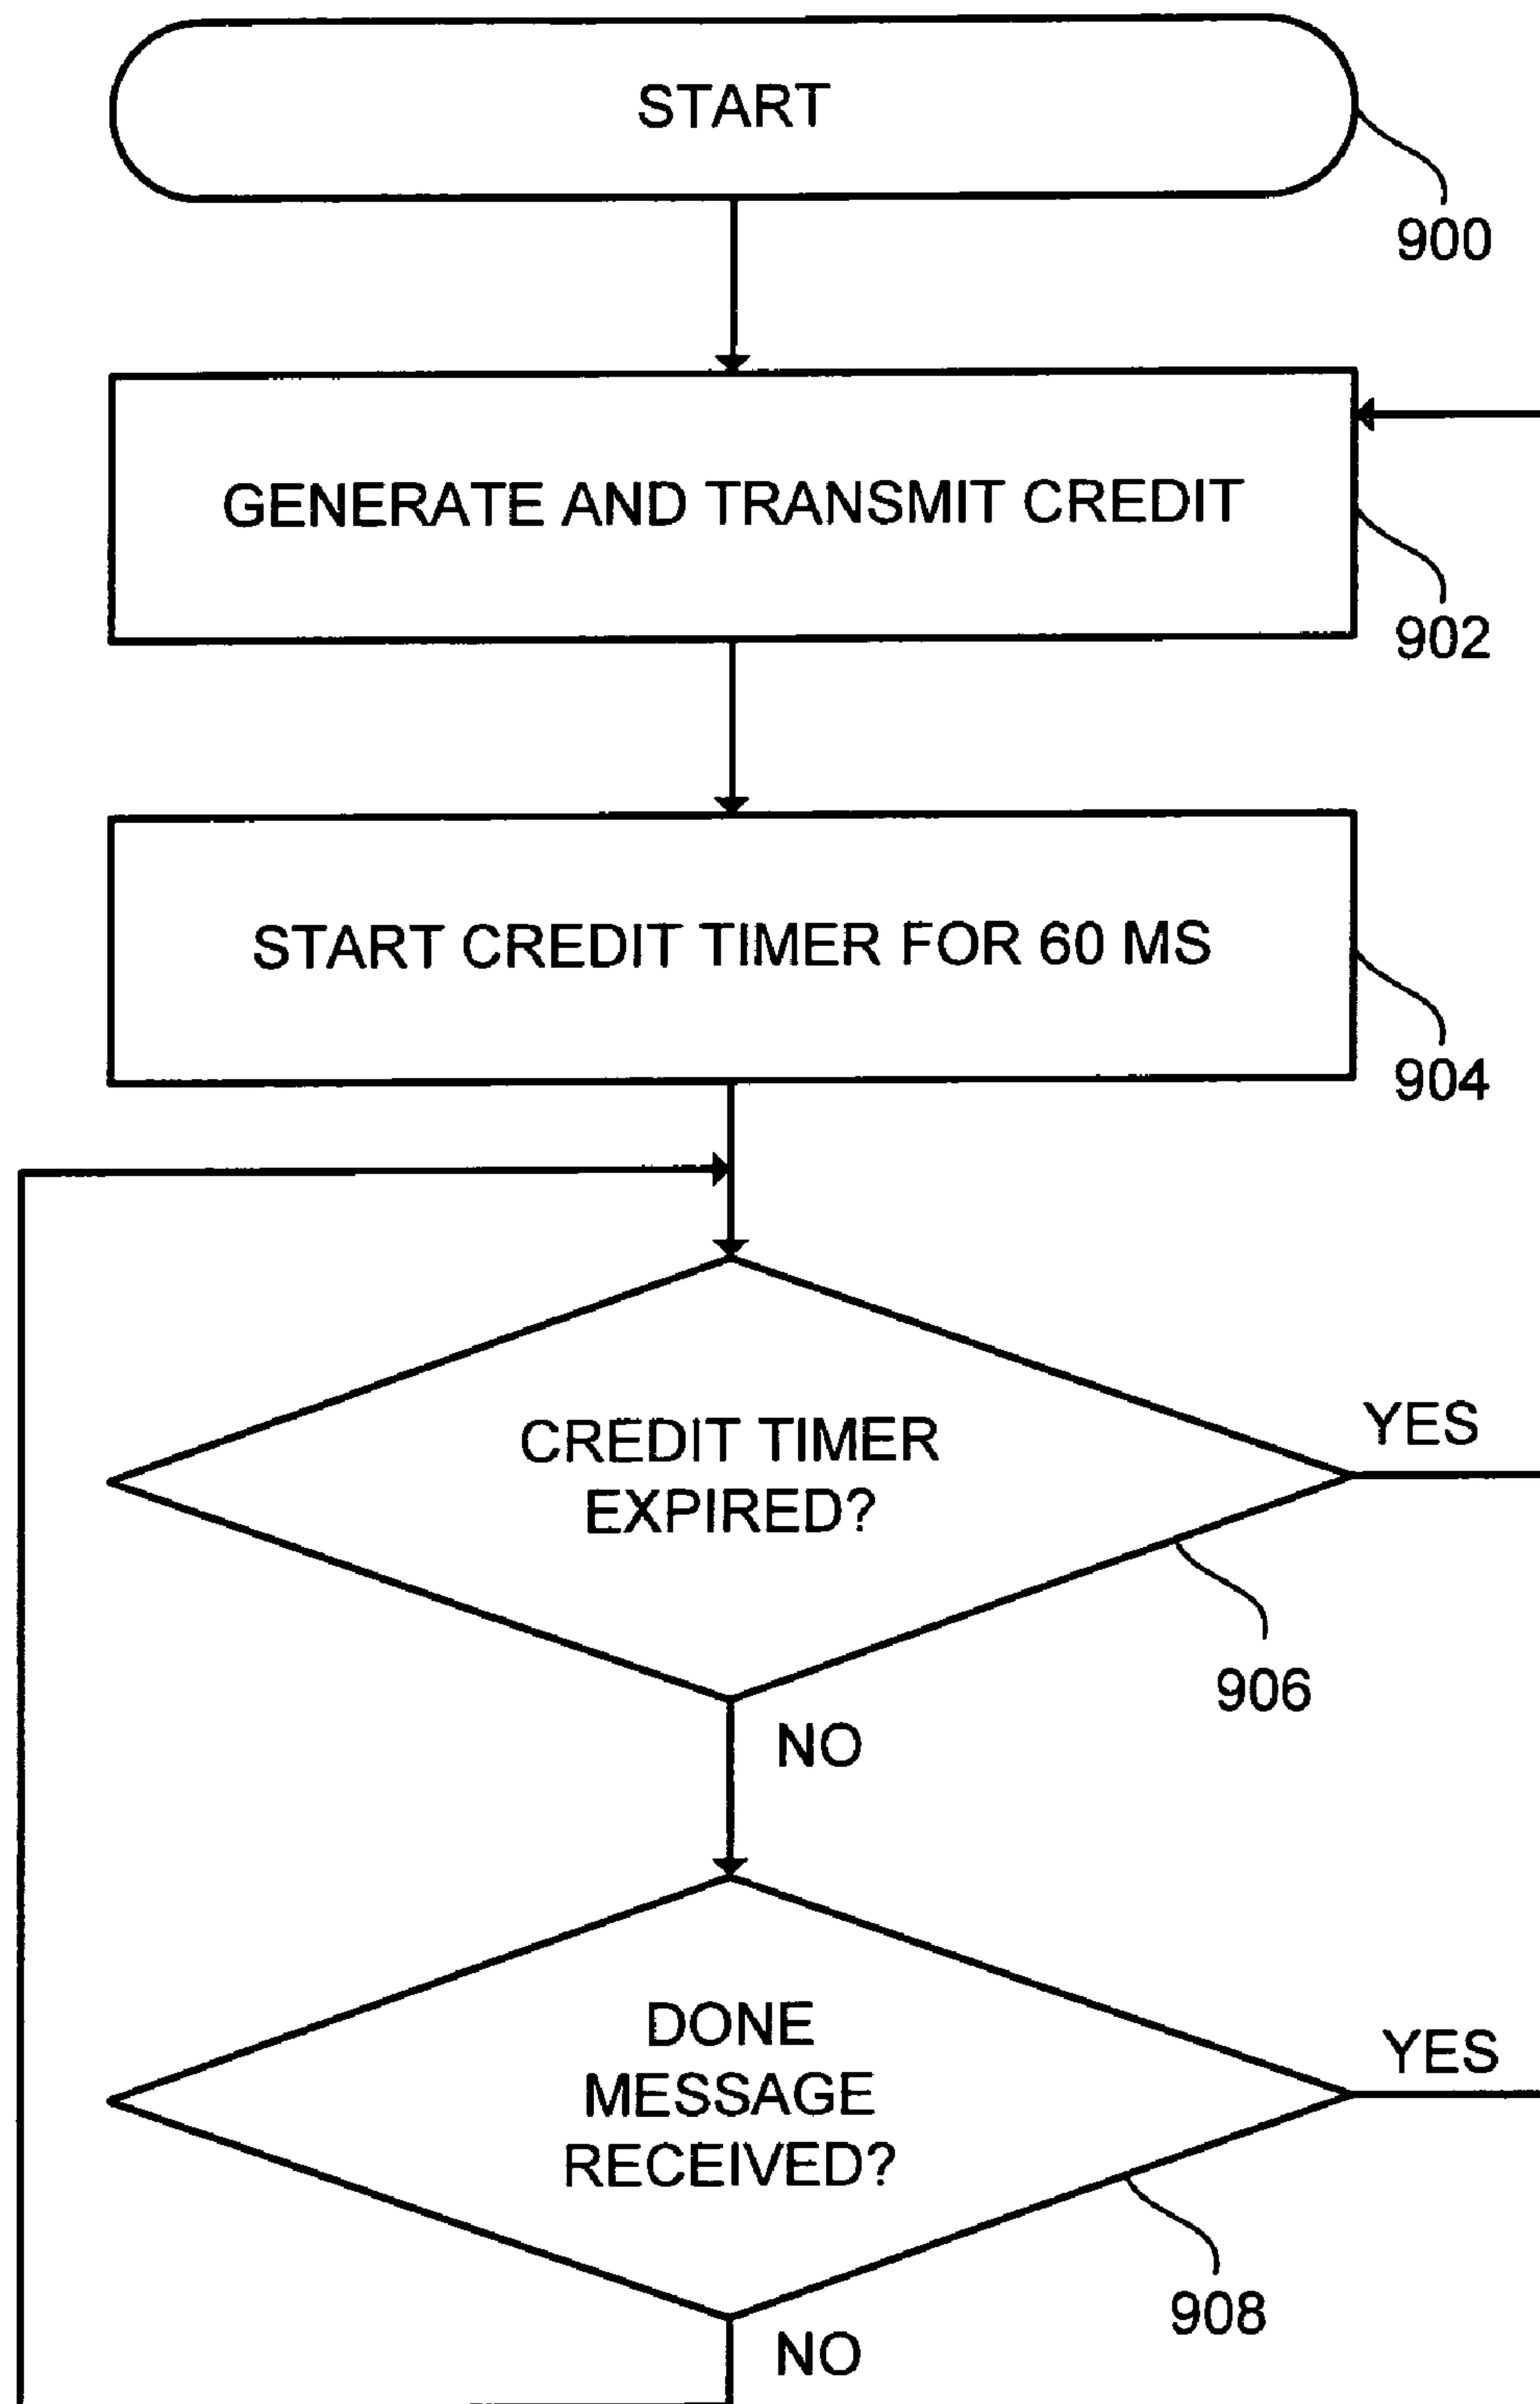 START
900
GENERATE AND TRANSMIT CREDIT
902
START CREDIT TIMER FOR 60 MS
904
CREDIT TIMER
EXPIRED?
YES
906
NO
DONE
MESSAGE
RECEIVED?
YES
908
NO